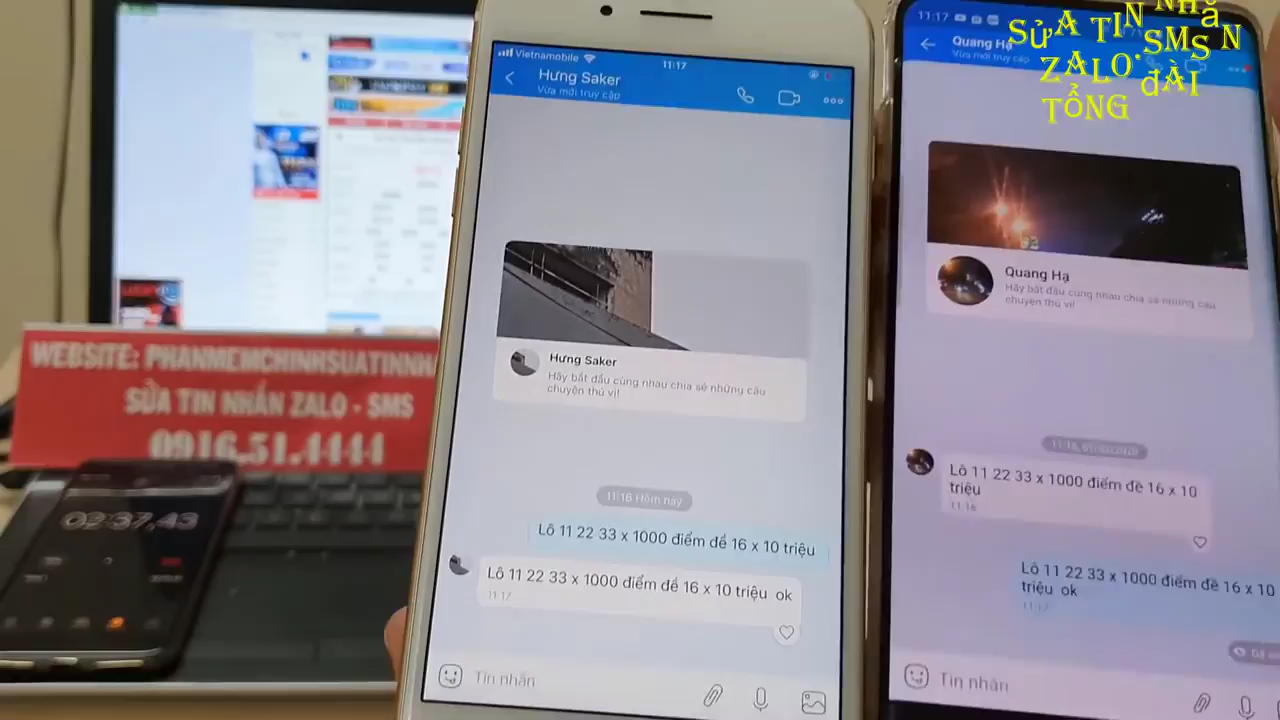 SỬA TIN NHẮN
ZALO. SMS
TỔNG ĐÀI
Vietnamobile
11:17
Hưng Saker
Vừa mới truy cập
Hưng Saker
Hãy bắt đầu cùng nhau chia sẻ những câu
chuyện thú vị!
11:16 Hôm nay
Lô 11 22 33 x 1000 điểm đề 16 x 10 triệu
Lô 11 22 33 x 1000 điểm đề 16 x 10 triệu ok
11:17
Tin nhắn
11:17
Quang Hạ
Vừa mới truy cập
Quang Hạ
Hãy bắt đầu cùng nhau chia sẻ những câu
chuyện thú vị!
Lô 11 22 33 x 1000 điểm đề 16 x 10
triệu
11:16
Lô 11 22 33 x 1000 điểm đề 16 x 10
triệu ok
11:17
Tin nhắn
WEBSITE: PHANMEMCHINHSUATINNHA
SỬA TIN NHẮN ZALO - SMS
0916.51.4444
02:37,43